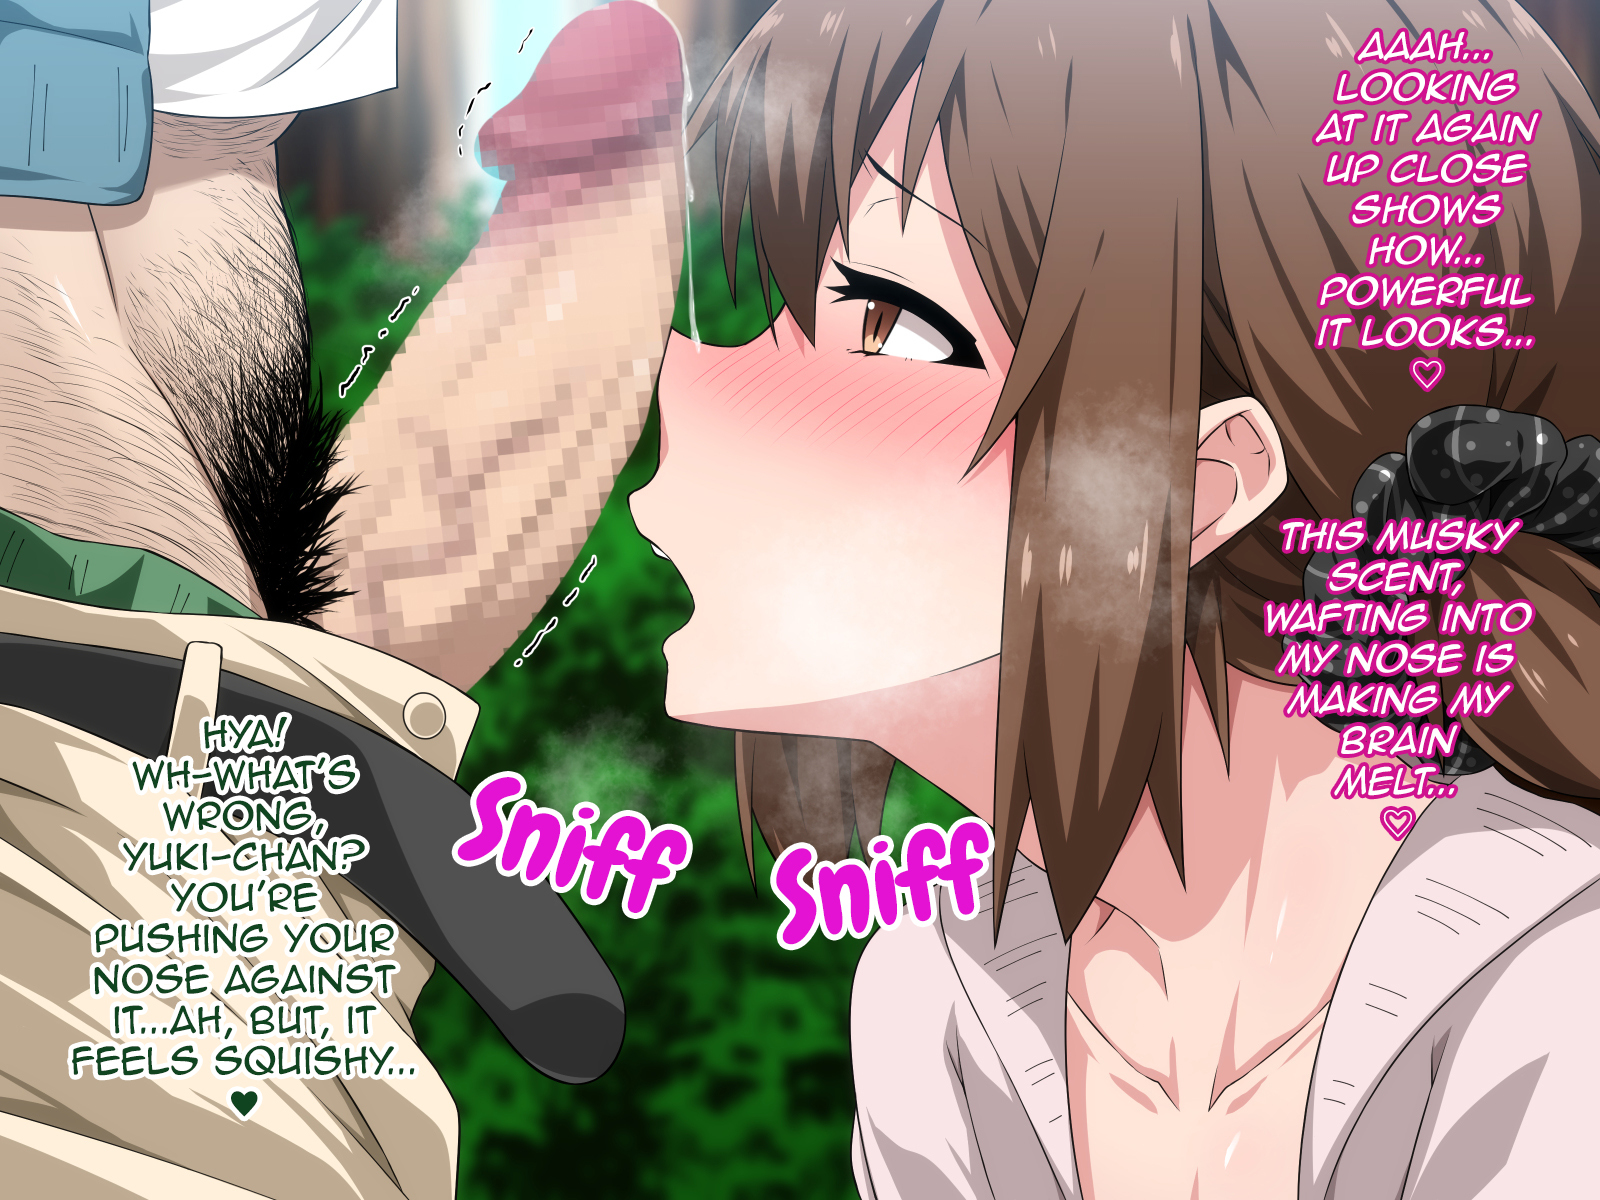 AAAH...
LOOKING
AT IT AGAIN
UP CLOSE
SHOWS
HOW...
POWERFUL
IT LOOKS...
♡
THIS MUSKY
SCENT,
WAFTING INTO
MY NOSE IS
MAKING MY
BRAIN
MELT...
♡
HYA!
WH-WHAT'S
WRONG,
YUKI-CHAN?
YOU'RE
PUSHING YOUR
NOSE AGAINST
IT...AH, BUT, IT
FEELS SQUISHY...
♥
Sniff
Sniff